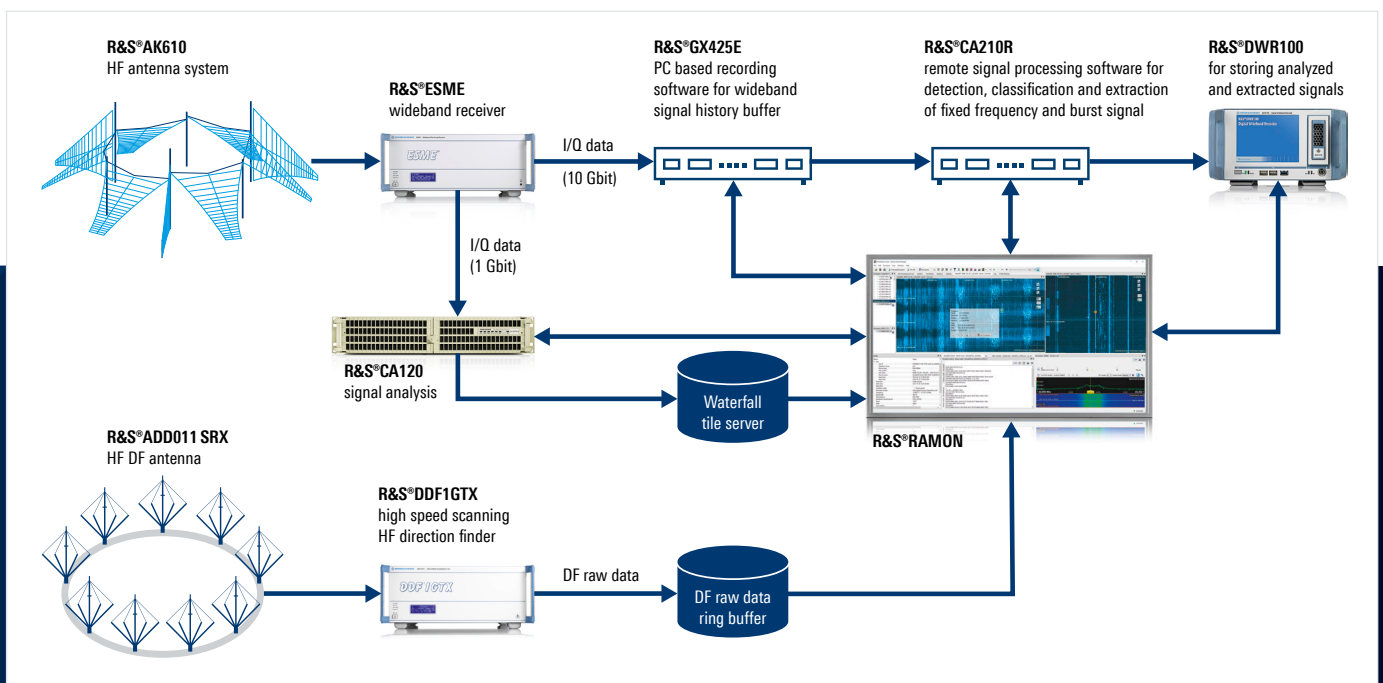 R&S®AK610
HF antenna system
R&S®ESME
wideband receiver
ESME
I/Q data
(10 Gbit)
R&S®GX425E
PC based recording
software for wideband
signal history buffer
R&S®CA210R
remote signal processing software for
detection, classification and extraction
of fixed frequency and burst signal
R&S®DWR100
for storing analyzed
and extracted signals
I/Q data
(1 Gbit)
R&S®CA120
signal analysis
Waterfall
tile server
R&S®RAMON
R&S®ADD011 SRX
HF DF antenna
R&S®DDF1GTX
high speed scanning
HF direction finder
DDF1GTX
DF raw data
DF raw data
ring buffer